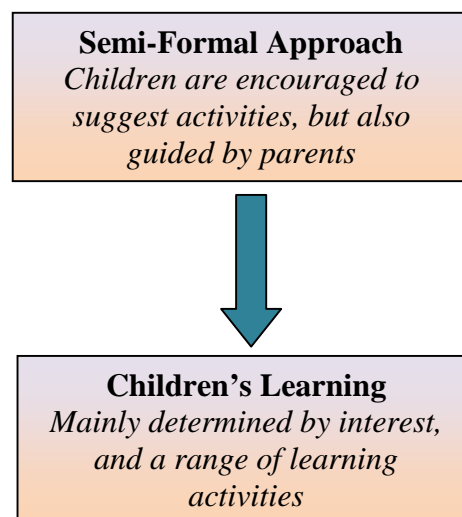 Semi-Formal Approach
Children are encouraged to
suggest activities, but also
guided by parents
Children’s Learning
Mainly determined by interest,
and a range of learning
activities